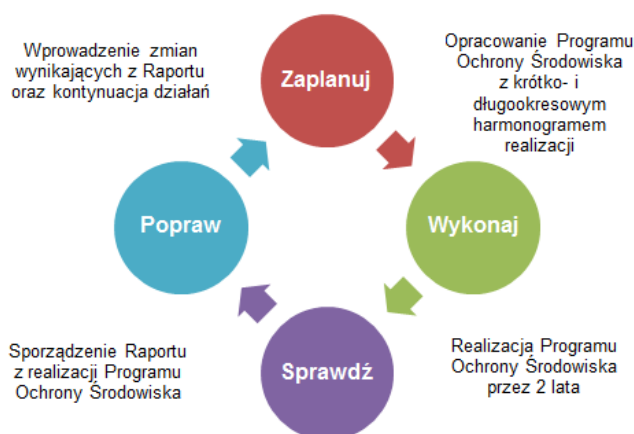 Wprowadzenie zmian
wynikających z Raportu
oraz kontynuacja działań
Zaplanuj
Opracowanie Programu
Ochrony Środowiska
z krótko- i
długookresowym
harmonogramem
realizacji
Popraw
Wykonaj
Sporządzenie Raportu
z realizacji Programu
Ochrony Środowiska
Sprawdź
Realizacja Programu
Ochrony Środowiska
przez 2 lata